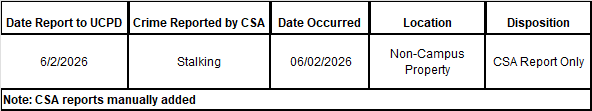 Date Report to UCPD Crime Reported by CSA Date Occurred Location Disposition
6/2/2026 Stalking 06/02/2026 Non-Campus Property CSA Report Only
Note: CSA reports manually added